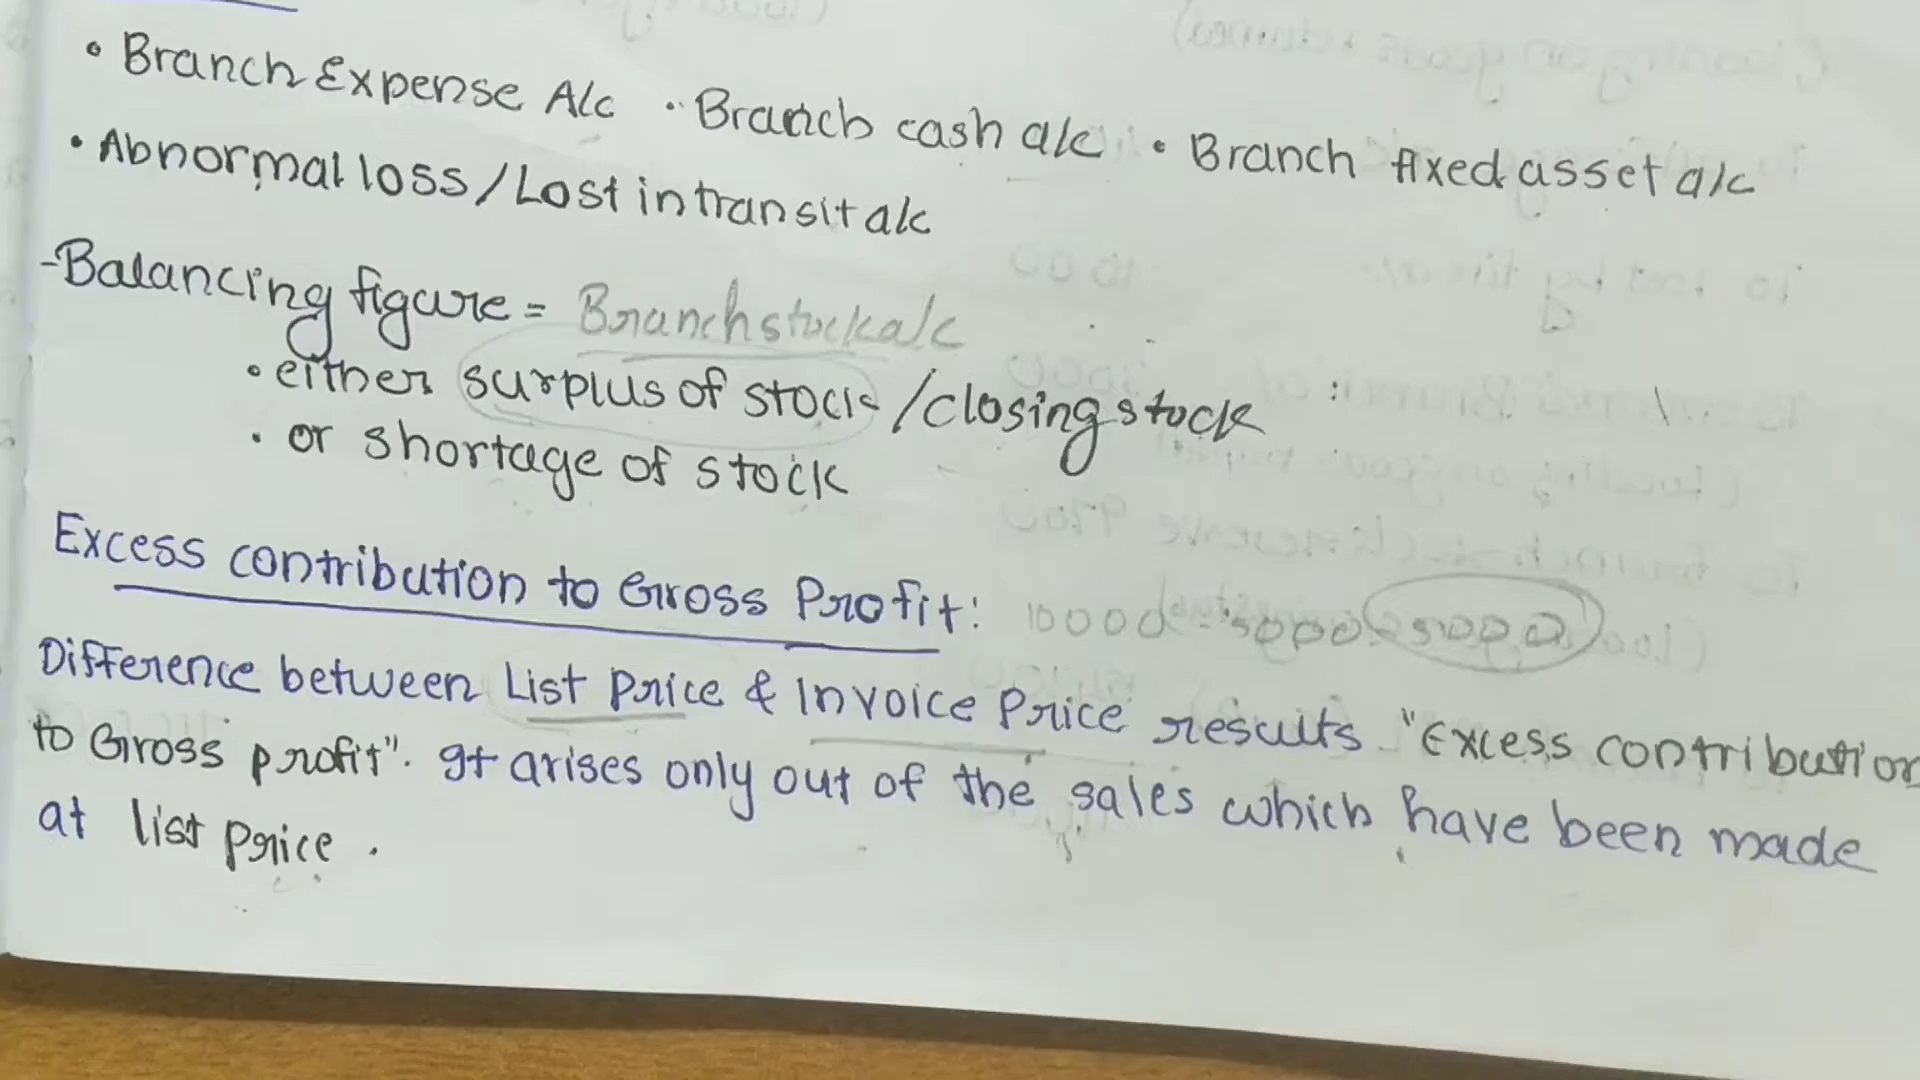 • Branch Expense A/c • Branch cash a/c • Branch fixed asset a/c
• Abnormal loss / Lost in transit a/c
- Balancing figure = Branch stock a/c
• either surplus of stock / closing stock
• or shortage of stock
Excess contribution to Gross Profit: 10000 - 5000 = 5000
Difference between List Price & Invoice Price results "Excess contribution
to Gross profit". It arises only out of the sales which have been made
at list price.